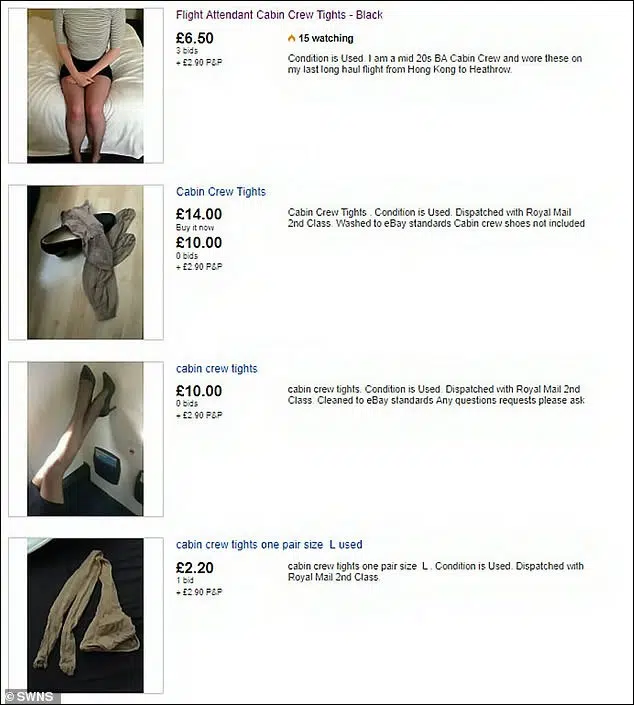 Flight Attendant Cabin Crew Tights - Black
£6.50
3 bids
+ £2.90 P&P
15 watching
Condition is Used. I am a mid 20s BA Cabin Crew and wore these on
my last long haul flight from Hong Kong to Heathrow.
Cabin Crew Tights
£14.00
Buy it now
£10.00
0 bids
+ £2.90 P&P
Cabin Crew Tights . Condition is Used. Dispatched with Royal Mail
2nd Class. Washed to eBay standards Cabin crew shoes not included
cabin crew tights
£10.00
0 bids
+ £2.90 P&P
cabin crew tights. Condition is Used. Dispatched with Royal Mail 2nd
Class. Cleaned to eBay standards Any questions requests please ask
cabin crew tights one pair size L used
£2.20
1 bid
+ £2.90 P&P
cabin crew tights one pair size L . Condition is Used. Dispatched with
Royal Mail 2nd Class.
© SWNS